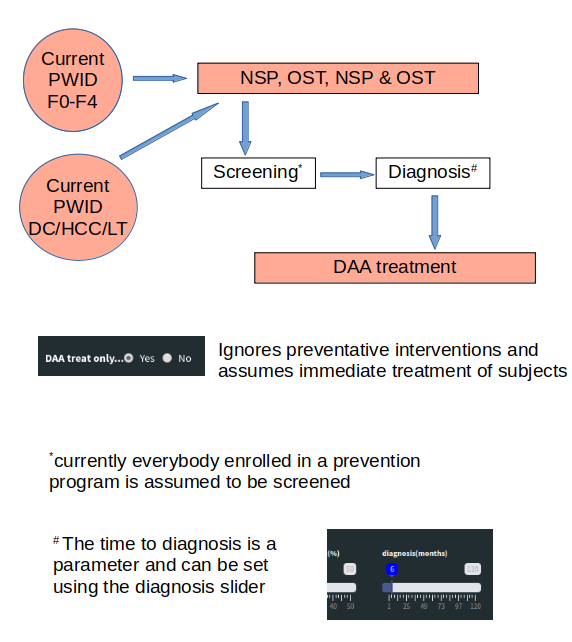 Current
PWID
F0-F4
NSP, OST, NSP & OST
Screening*
Diagnosis#
Current
PWID
DC/HCC/LT
DAA treatment
DAA treat only... Yes No
Ignores preventative interventions and
assumes immediate treatment of subjects
*currently everybody enrolled in a prevention
program is assumed to be screened
# The time to diagnosis is a
parameter and can be set
using the diagnosis slider
(%)
50
40 50
diagnosis(months)
6 120
1 25 49 73 97 120